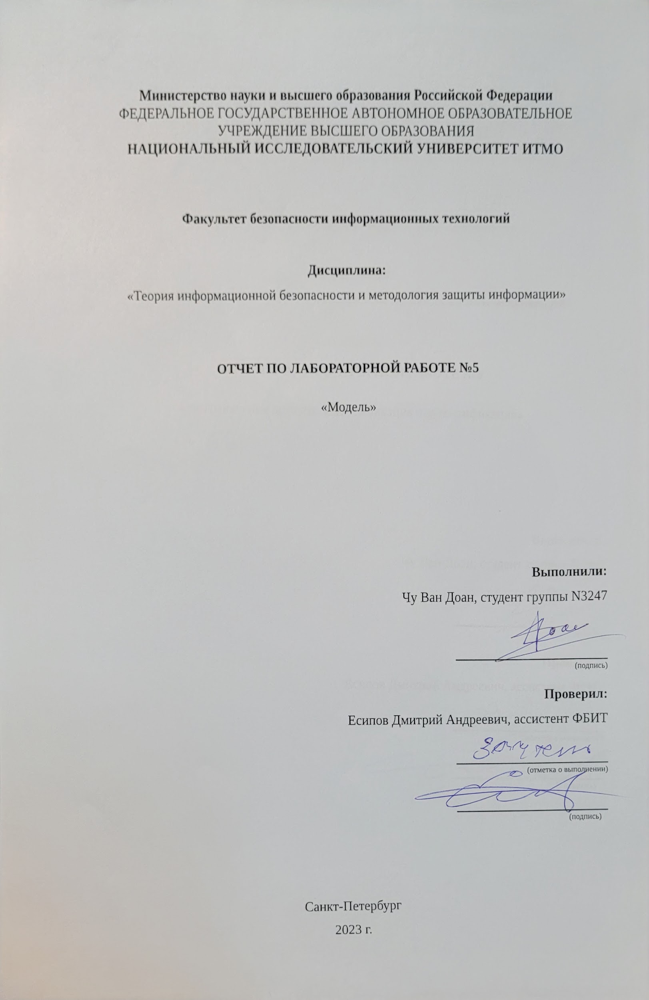 Министерство науки и высшего образования Российской Федерации
ФЕДЕРАЛЬНОЕ ГОСУДАРСТВЕННОЕ АВТОНОМНОЕ ОБРАЗОВАТЕЛЬНОЕ
УЧРЕЖДЕНИЕ ВЫСШЕГО ОБРАЗОВАНИЯ
НАЦИОНАЛЬНЫЙ ИССЛЕДОВАТЕЛЬСКИЙ УНИВЕРСИТЕТ ИТМО
Факультет безопасности информационных технологий
Дисциплина:
«Теория информационной безопасности и методология защиты информации»
ОТЧЕТ ПО ЛАБОРАТОРНОЙ РАБОТЕ №5
«Модель»
Выполнили:
Чу Ван Доан, студент группы N3247
Доан
(подпись)
Проверил:
Есипов Дмитрий Андреевич, ассистент ФБИТ
зачтено
(отметка о выполнении)
(подпись)
Санкт-Петербург
2023 г.